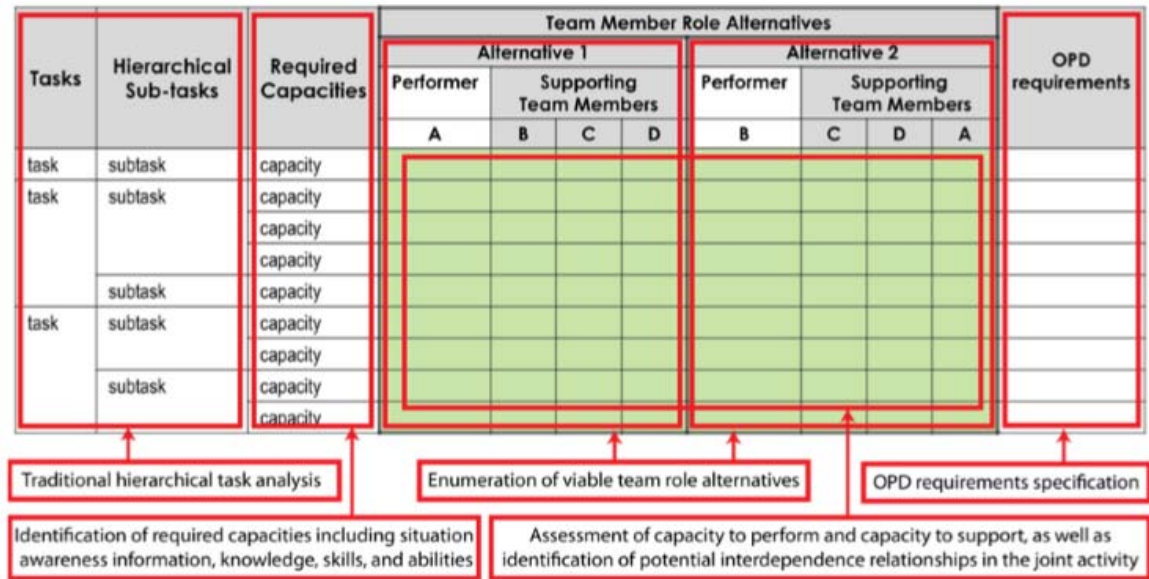 Team Member Role Alternatives
Tasks
Hierarchical
Sub-tasks
Required
Capacities
Alternative 1
Alternative 2
OPD
requirements
Performer
Supporting
Team Members
Performer
Supporting
Team Members
A B C D B C D A
task subtask capacity
task subtask capacity
capacity
capacity
subtask capacity
task subtask capacity
capacity
subtask capacity
capacity
Traditional hierarchical task analysis
Enumeration of viable team role alternatives
OPD requirements specification
Identification of required capacities including situation
awareness information, knowledge, skills, and abilities
Assessment of capacity to perform and capacity to support, as well as
identification of potential interdependence relationships in the joint activity